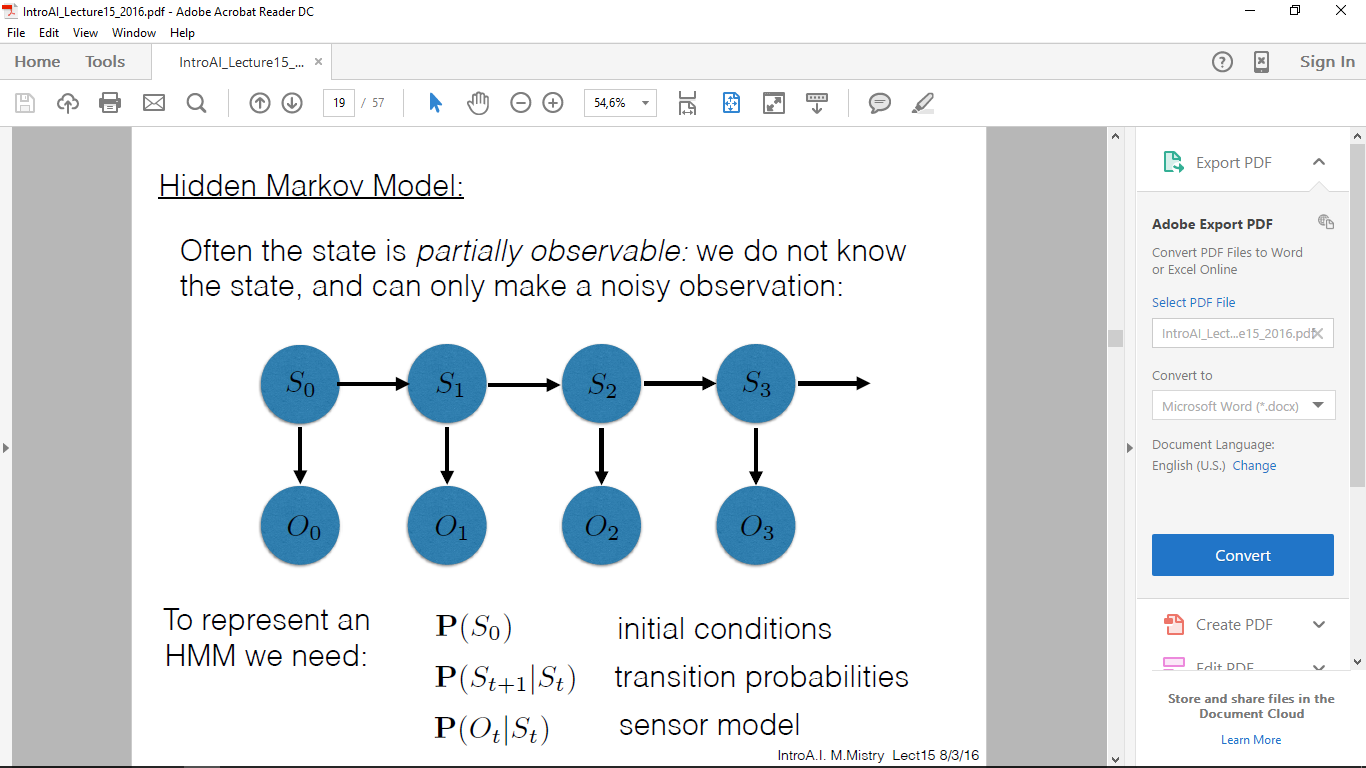 IntroAI_Lecture15_2016.pdf - Adobe Acrobat Reader DC
File Edit View Window Help
Home Tools IntroAI_Lecture15_... × Sign In
19 / 57 54,6%
Hidden Markov Model:
Often the state is partially observable: we do not know
the state, and can only make a noisy observation:
S₀ S₁ S₂ S₃
O₀ O₁ O₂ O₃
To represent an
HMM we need:
P(S₀) initial conditions
P(Sₜ₊₁|Sₜ) transition probabilities
P(Oₜ|Sₜ) sensor model
IntroA.I. M.Mistry Lect15 8/3/16
Export PDF
Adobe Export PDF
Convert PDF Files to Word
or Excel Online
Select PDF File
IntroAI_Lect...e15_2016.pdf
Convert to
Microsoft Word (*.docx)
Document Language:
English (U.S.) Change
Convert
Create PDF
Edit PDF
Store and share files in the
Document Cloud
Learn More